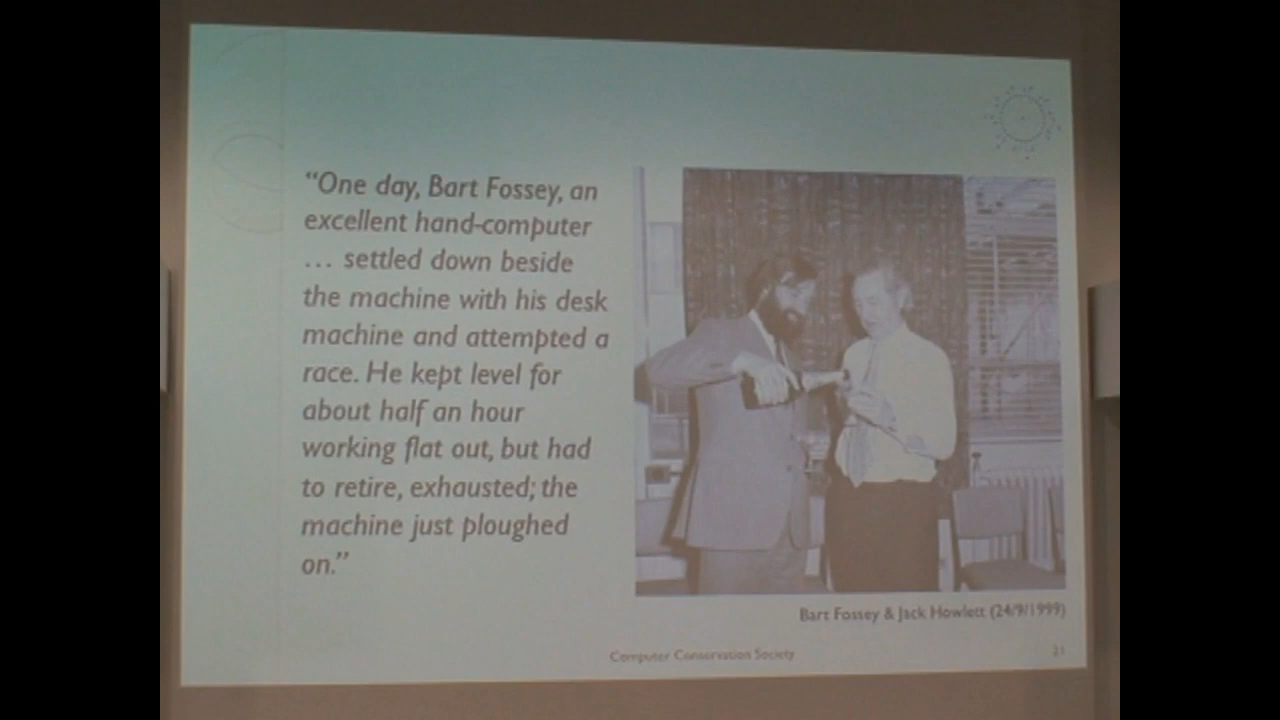 “One day, Bart Fossey, an
excellent hand-computer
… settled down beside
the machine with his desk
machine and attempted a
race. He kept level for
about half an hour
working flat out, but had
to retire, exhausted; the
machine just ploughed
on.”
Bart Fossey & Jack Howlett (24/9/1999)
Computer Conservation Society
21